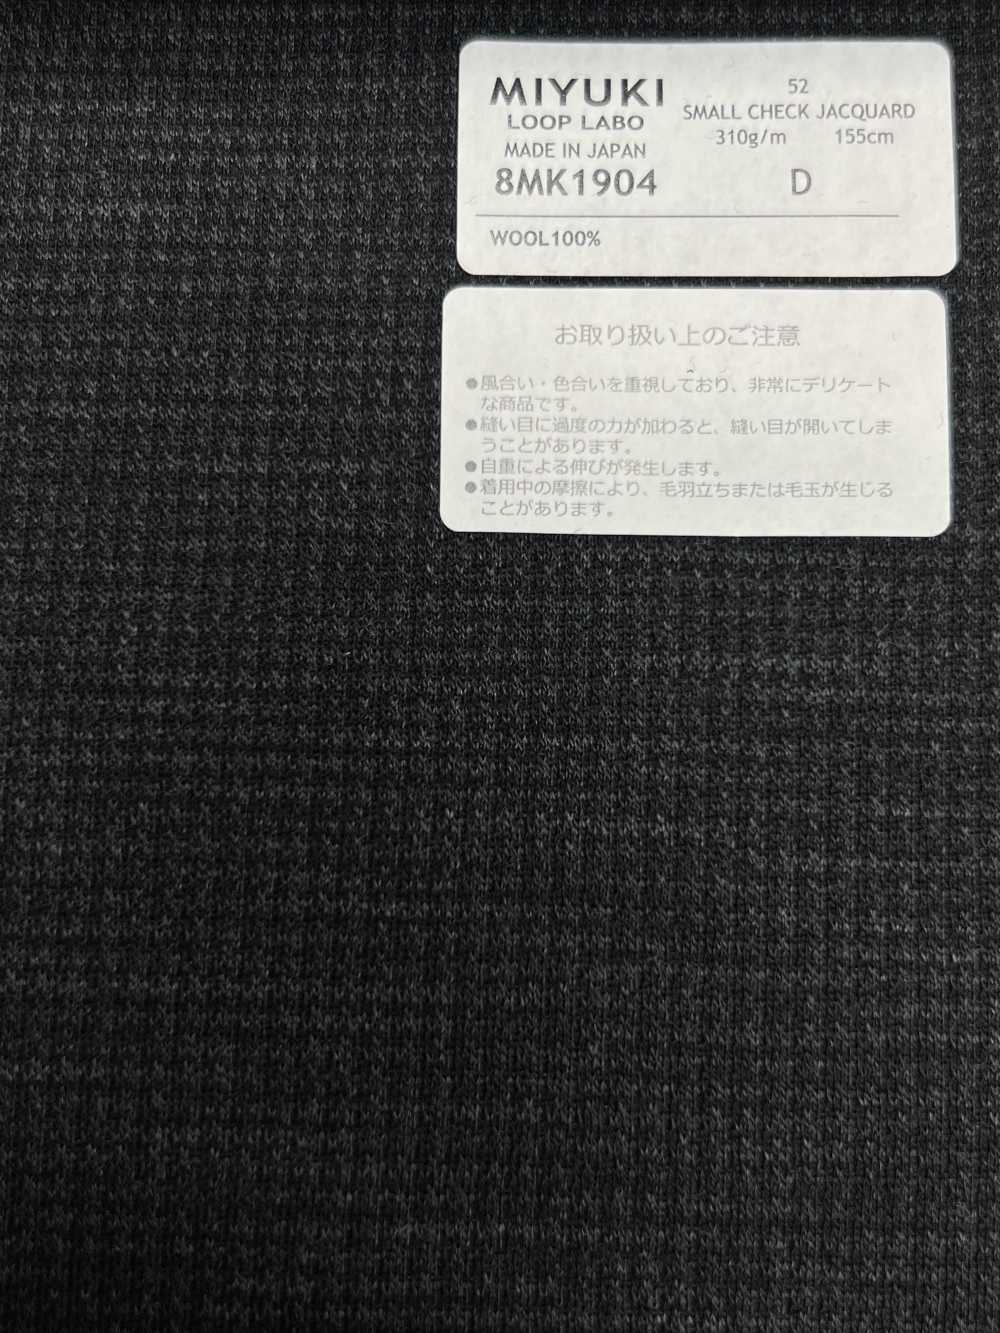 MIYUKI
LOOP LABO
MADE IN JAPAN
8MK1904
52
SMALL CHECK JACQUARD
310g/m 155cm
D
WOOL100%
お取り扱い上のご注意
●風合い・色合いを重視しており、非常にデリケート
な商品です。
●縫い目に過度の力が加わると、縫い目が開いてしま
うことがあります。
●自重による伸びが発生します。
●着用中の摩擦により、毛羽立ちまたは毛玉が生じる
ことがあります。